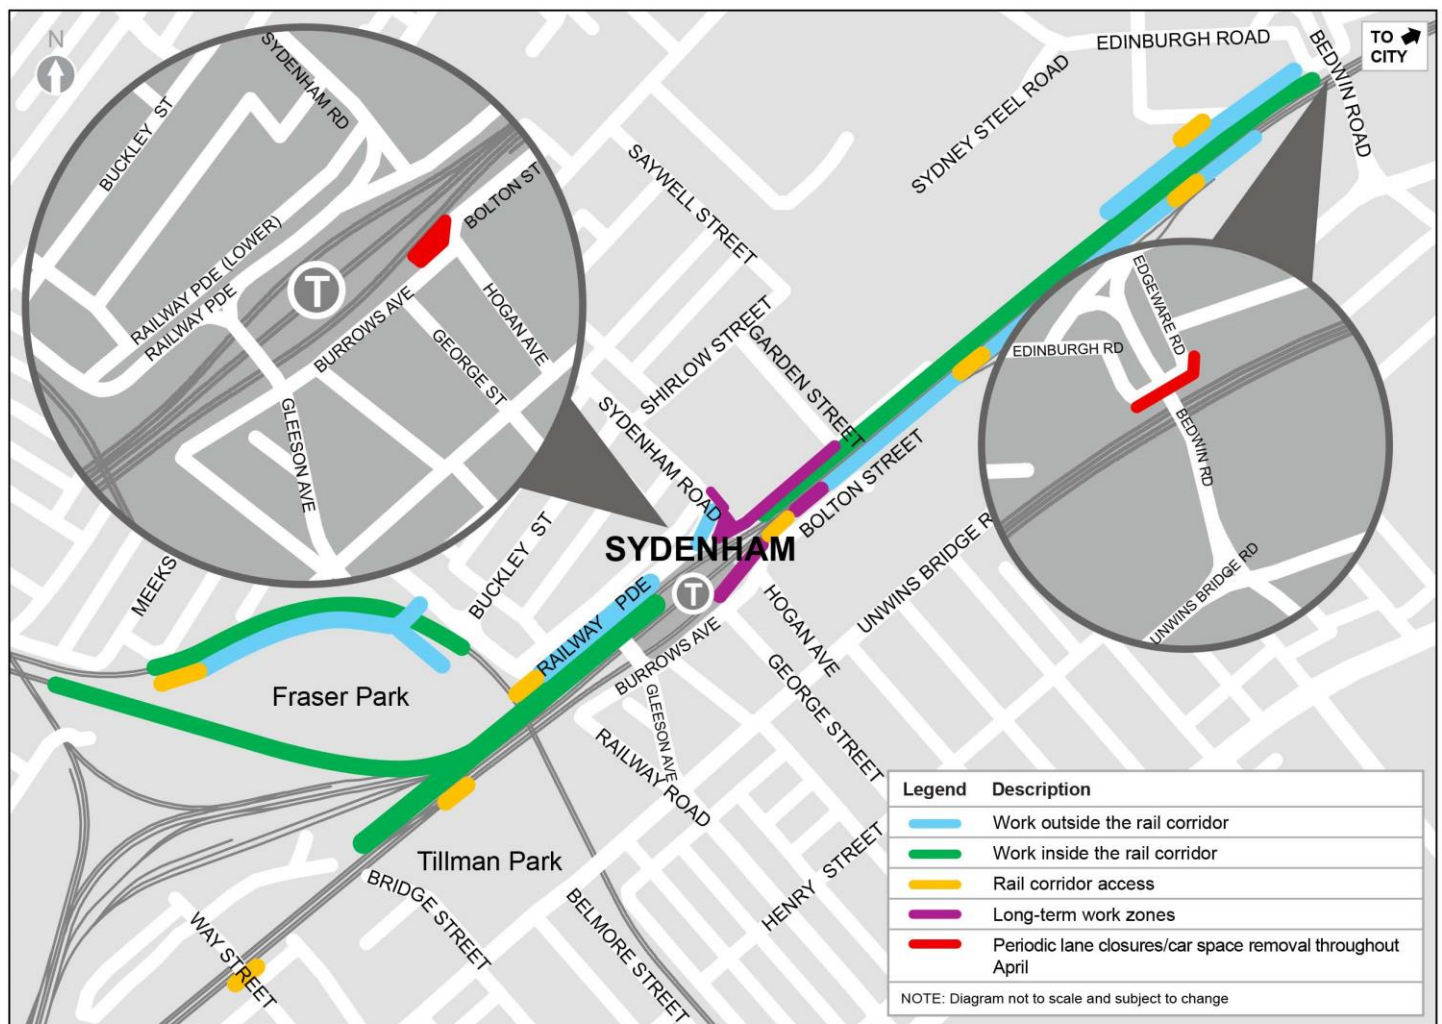 N
TO
CITY
EDINBURGH ROAD
BEDWIN ROAD
SYDNEY STEEL ROAD
SYDENHAM RD
BUCKLEY ST
BOLTON ST
RAILWAY PDE (LOWER)
RAILWAY PDE
T
BURROWS AVE
HOGAN AVE
GEORGE ST
GLEESON AVE
SAYWELL STREET
SHIRLOW STREET
GARDEN STREET
SYDENHAM ROAD
BOLTON STREET
EDGEWARE RD
EDINBURGH RD
BEDWIN RD
UNWINS BRIDGE RD
UNWINS BRIDGE R
SYDENHAM
T
MEEKS
BUCKLEY ST
RAILWAY PDE
BURROWS AVE
HOGAN AVE
GEORGE STREET
GLEESON AVE
RAILWAY ROAD
Fraser Park
Tillman Park
BRIDGE STREET
BELMORE STREET
HENRY STREET
WAY STREET
Legend Description
Work outside the rail corridor
Work inside the rail corridor
Rail corridor access
Long-term work zones
Periodic lane closures/car space removal throughout
April
NOTE: Diagram not to scale and subject to change